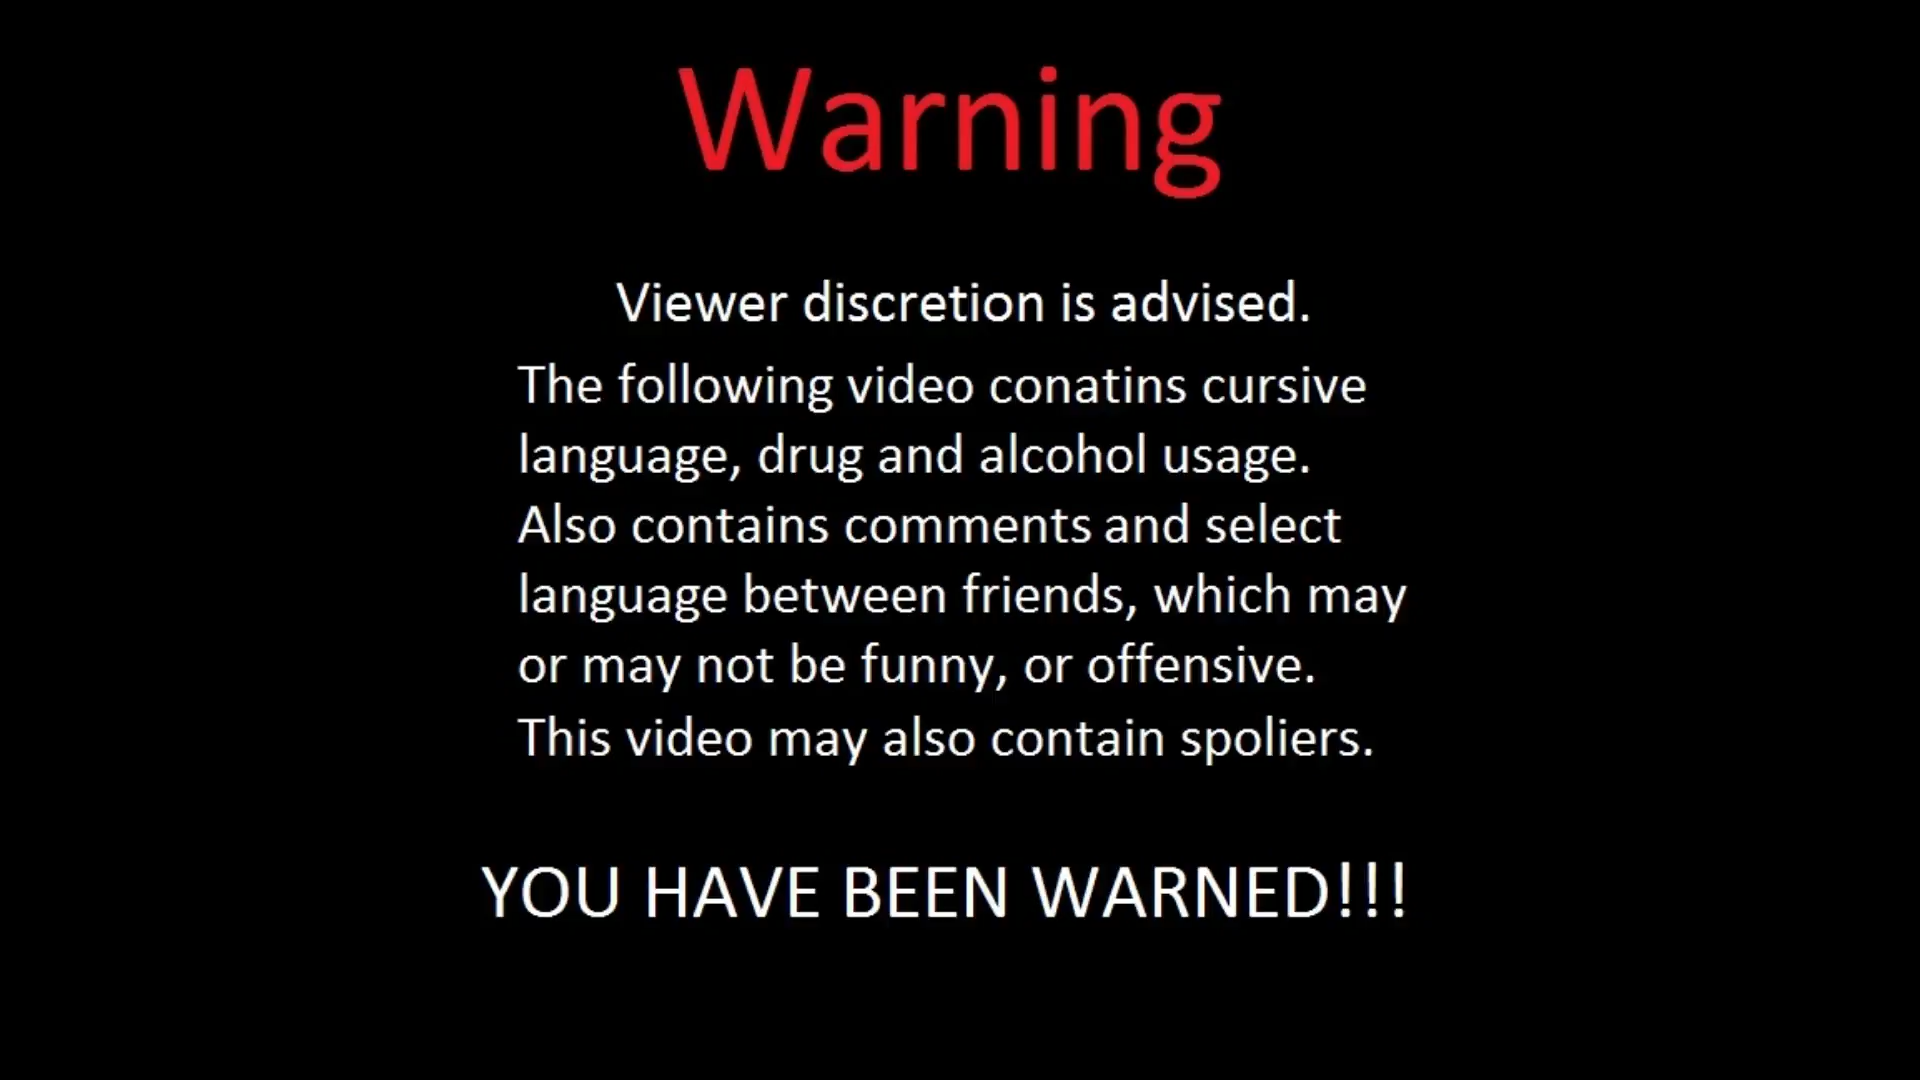 Warning
Viewer discretion is advised.
The following video conatins cursive
language, drug and alcohol usage.
Also contains comments and select
language between friends, which may
or may not be funny, or offensive.
This video may also contain spoliers.
YOU HAVE BEEN WARNED!!!